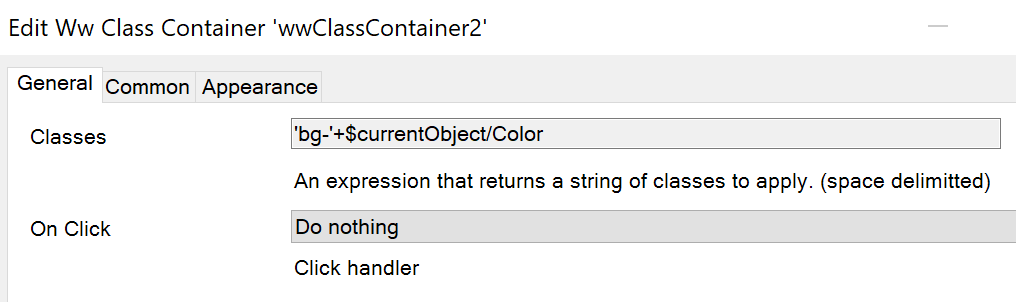 Edit Ww Class Container 'wwClassContainer2'
General Common Appearance
Classes 'bg-'+$currentObject/Color
An expression that returns a string of classes to apply. (space delimitted)
On Click Do nothing
Click handler